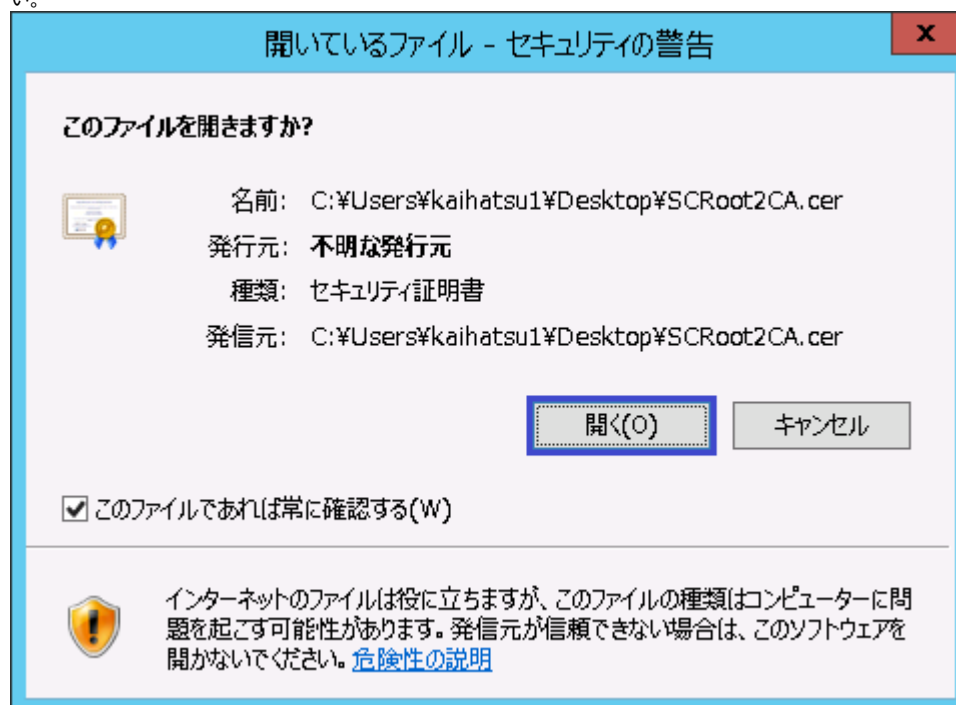 い。
開いているファイル - セキュリティの警告
x
このファイルを開きますか?
名前: C:¥Users¥kaihatsu1¥Desktop¥SCRoot2CA.cer
発行元: 不明な発行元
種類: セキュリティ証明書
発信元: C:¥Users¥kaihatsu1¥Desktop¥SCRoot2CA.cer
開く(O) キャンセル
このファイルであれば常に確認する(W)
インターネットのファイルは役に立ちますが、このファイルの種類はコンピューターに問
題を起こす可能性があります。発信元が信頼できない場合は、このソフトウェアを
開かないでください。危険性の説明